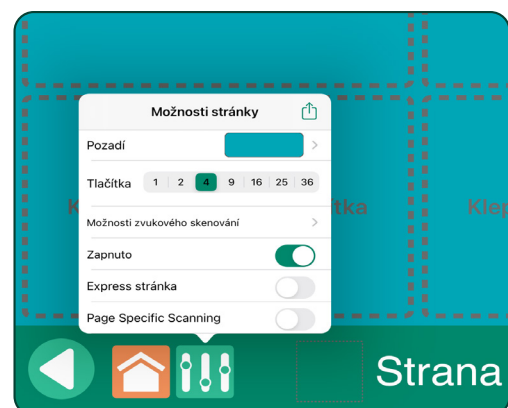 Možnosti stránky
Pozadí
Tlačítka 1 2 4 9 16 25 36
Možnosti zvukového skenování
Zapnuto
Express stránka
Page Specific Scanning
Strana